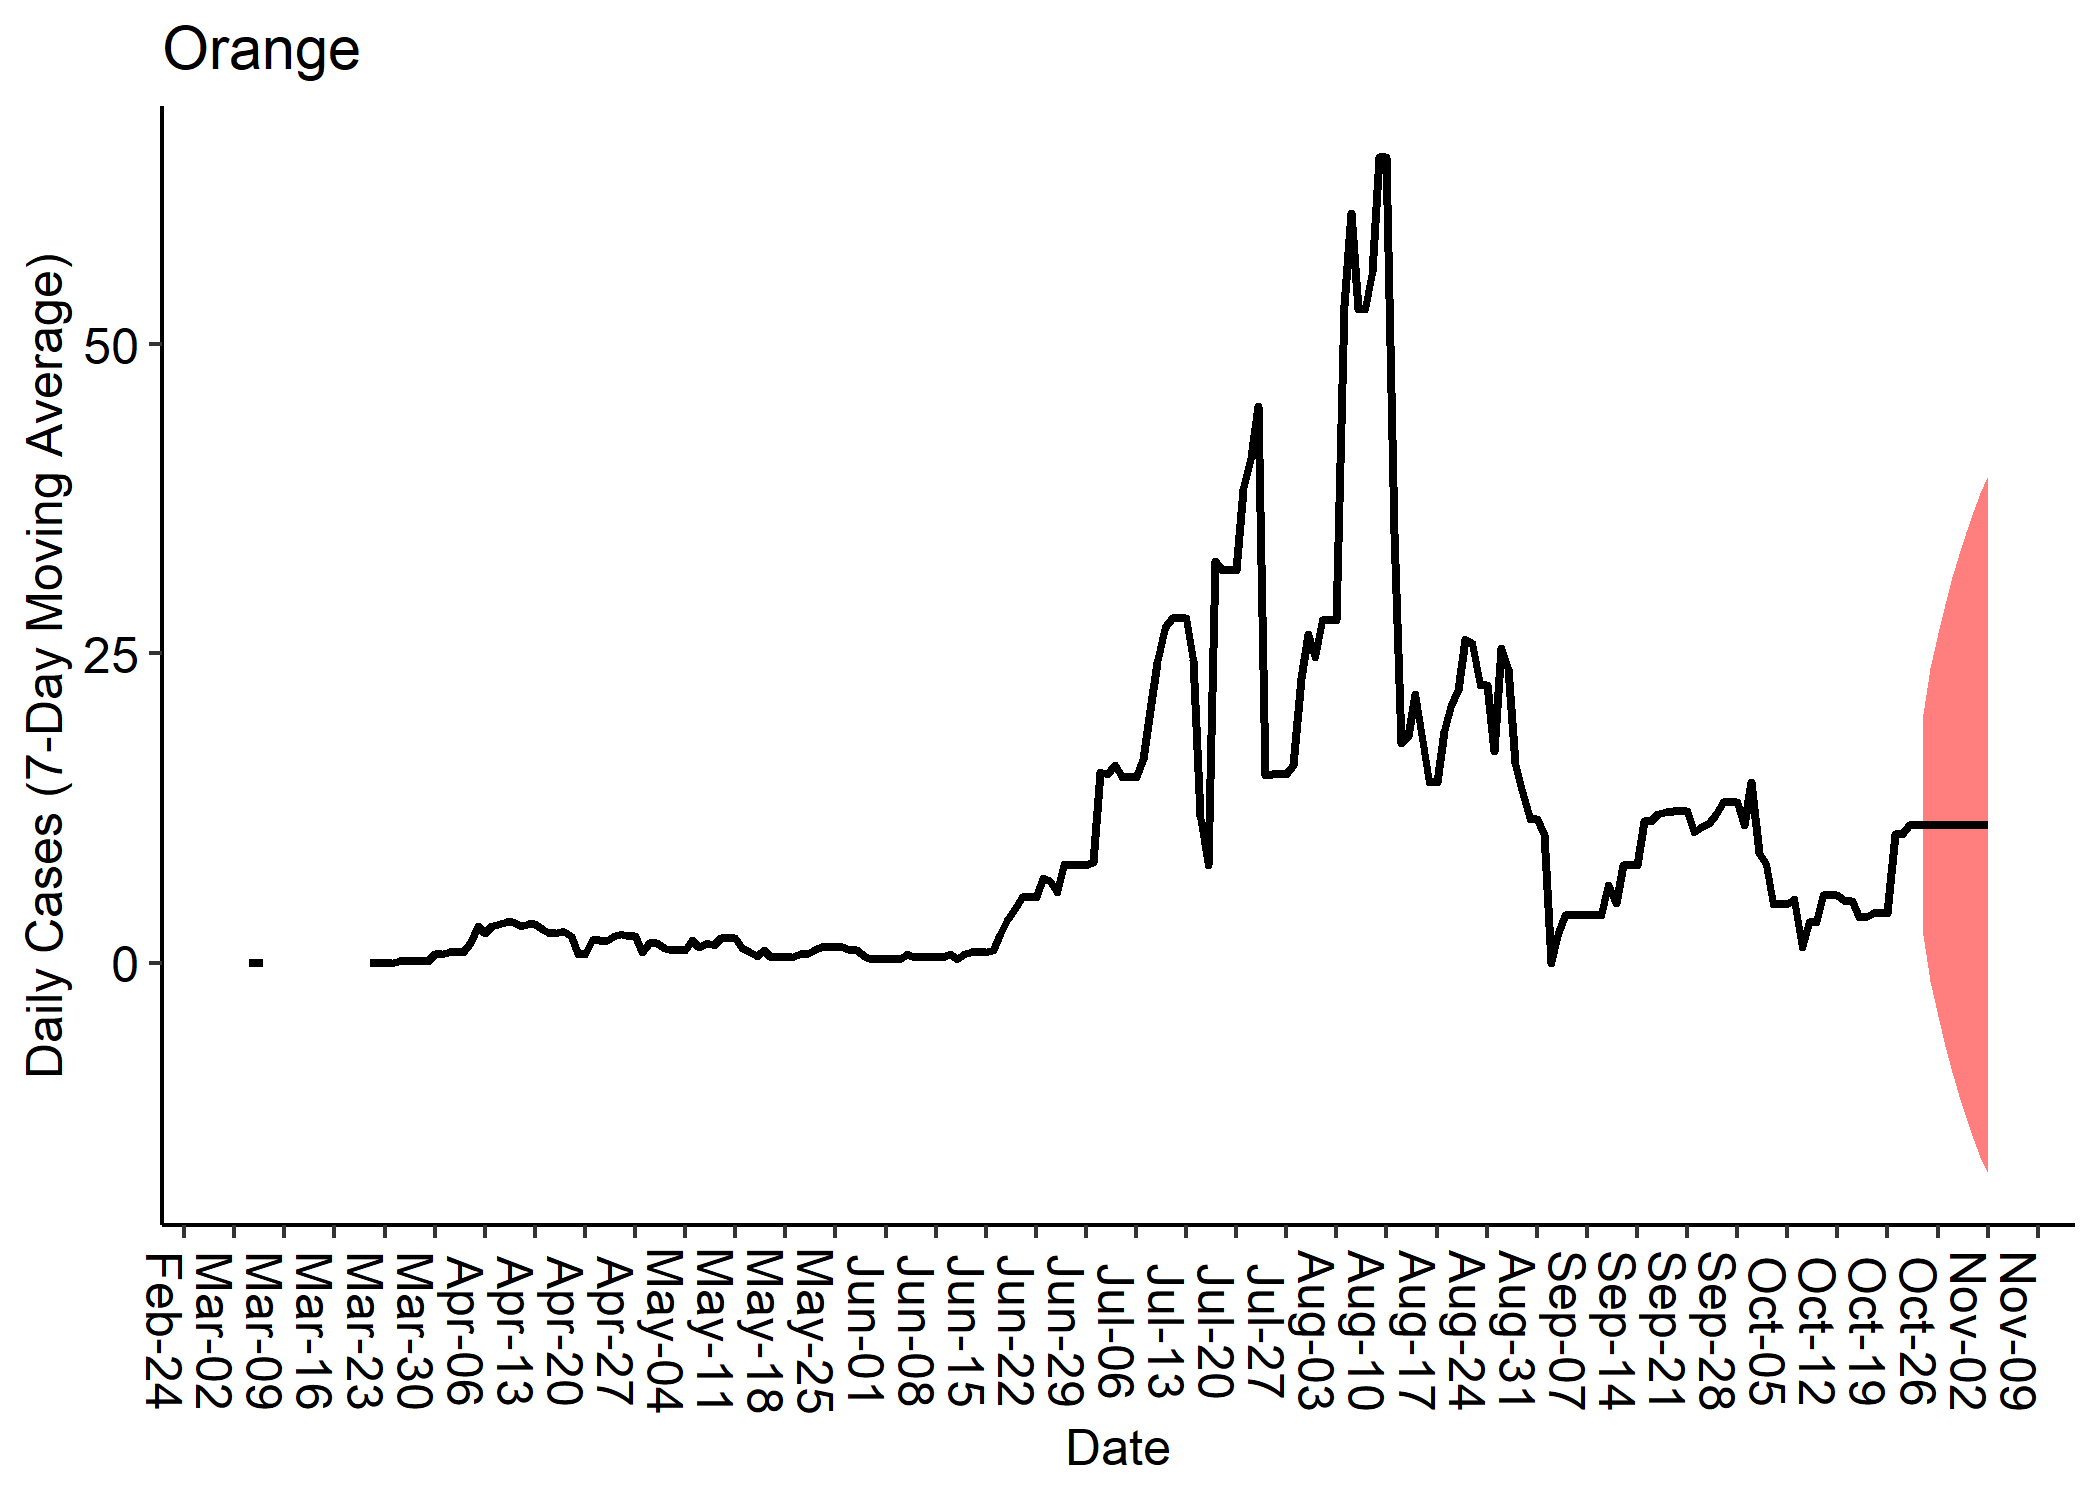 Orange
Daily Cases (7-Day Moving Average)
50
25
0
Feb-24
Mar-02
Mar-09
Mar-16
Mar-23
Mar-30
Apr-06
Apr-13
Apr-20
Apr-27
May-04
May-11
May-18
May-25
Jun-01
Jun-08
Jun-15
Jun-22
Jun-29
Jul-06
Jul-13
Jul-20
Jul-27
Aug-03
Aug-10
Aug-17
Aug-24
Aug-31
Sep-07
Sep-14
Sep-21
Sep-28
Oct-05
Oct-12
Oct-19
Oct-26
Nov-02
Nov-09
Date